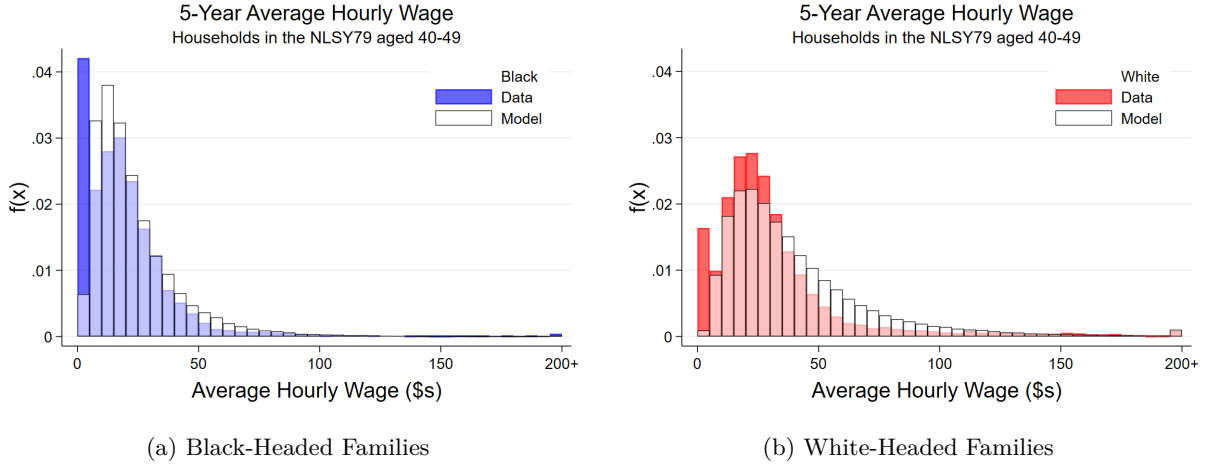 5-Year Average Hourly Wage
Households in the NLSY79 aged 40-49
Black
Data
Model
.04
.03
.02
.01
0
f(x)
0 50 100 150 200+
Average Hourly Wage ($s)
(a) Black-Headed Families
5-Year Average Hourly Wage
Households in the NLSY79 aged 40-49
White
Data
Model
.04
.03
.02
.01
0
f(x)
0 50 100 150 200+
Average Hourly Wage ($s)
(b) White-Headed Families